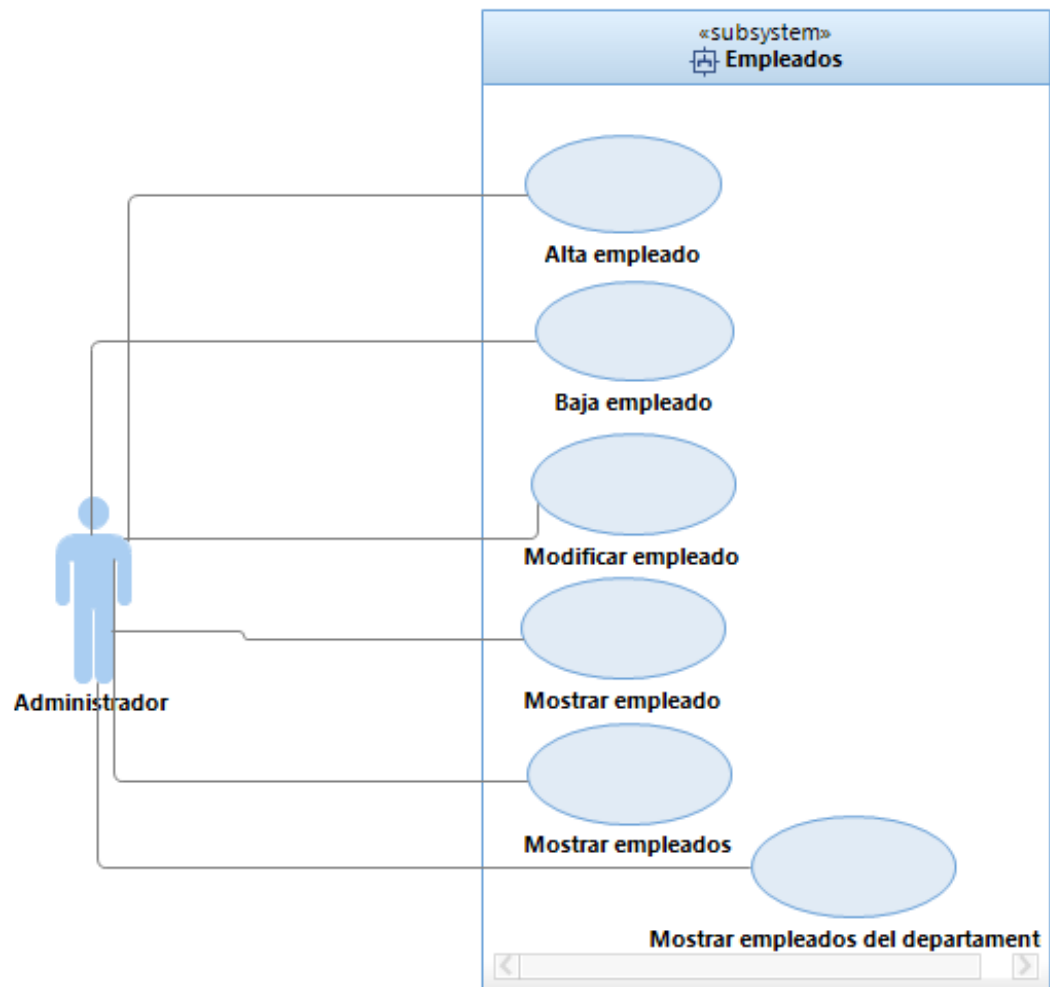 «subsystem»
Empleados
Alta empleado
Baja empleado
Modificar empleado
Mostrar empleado
Administrador
Mostrar empleados
Mostrar empleados del departament